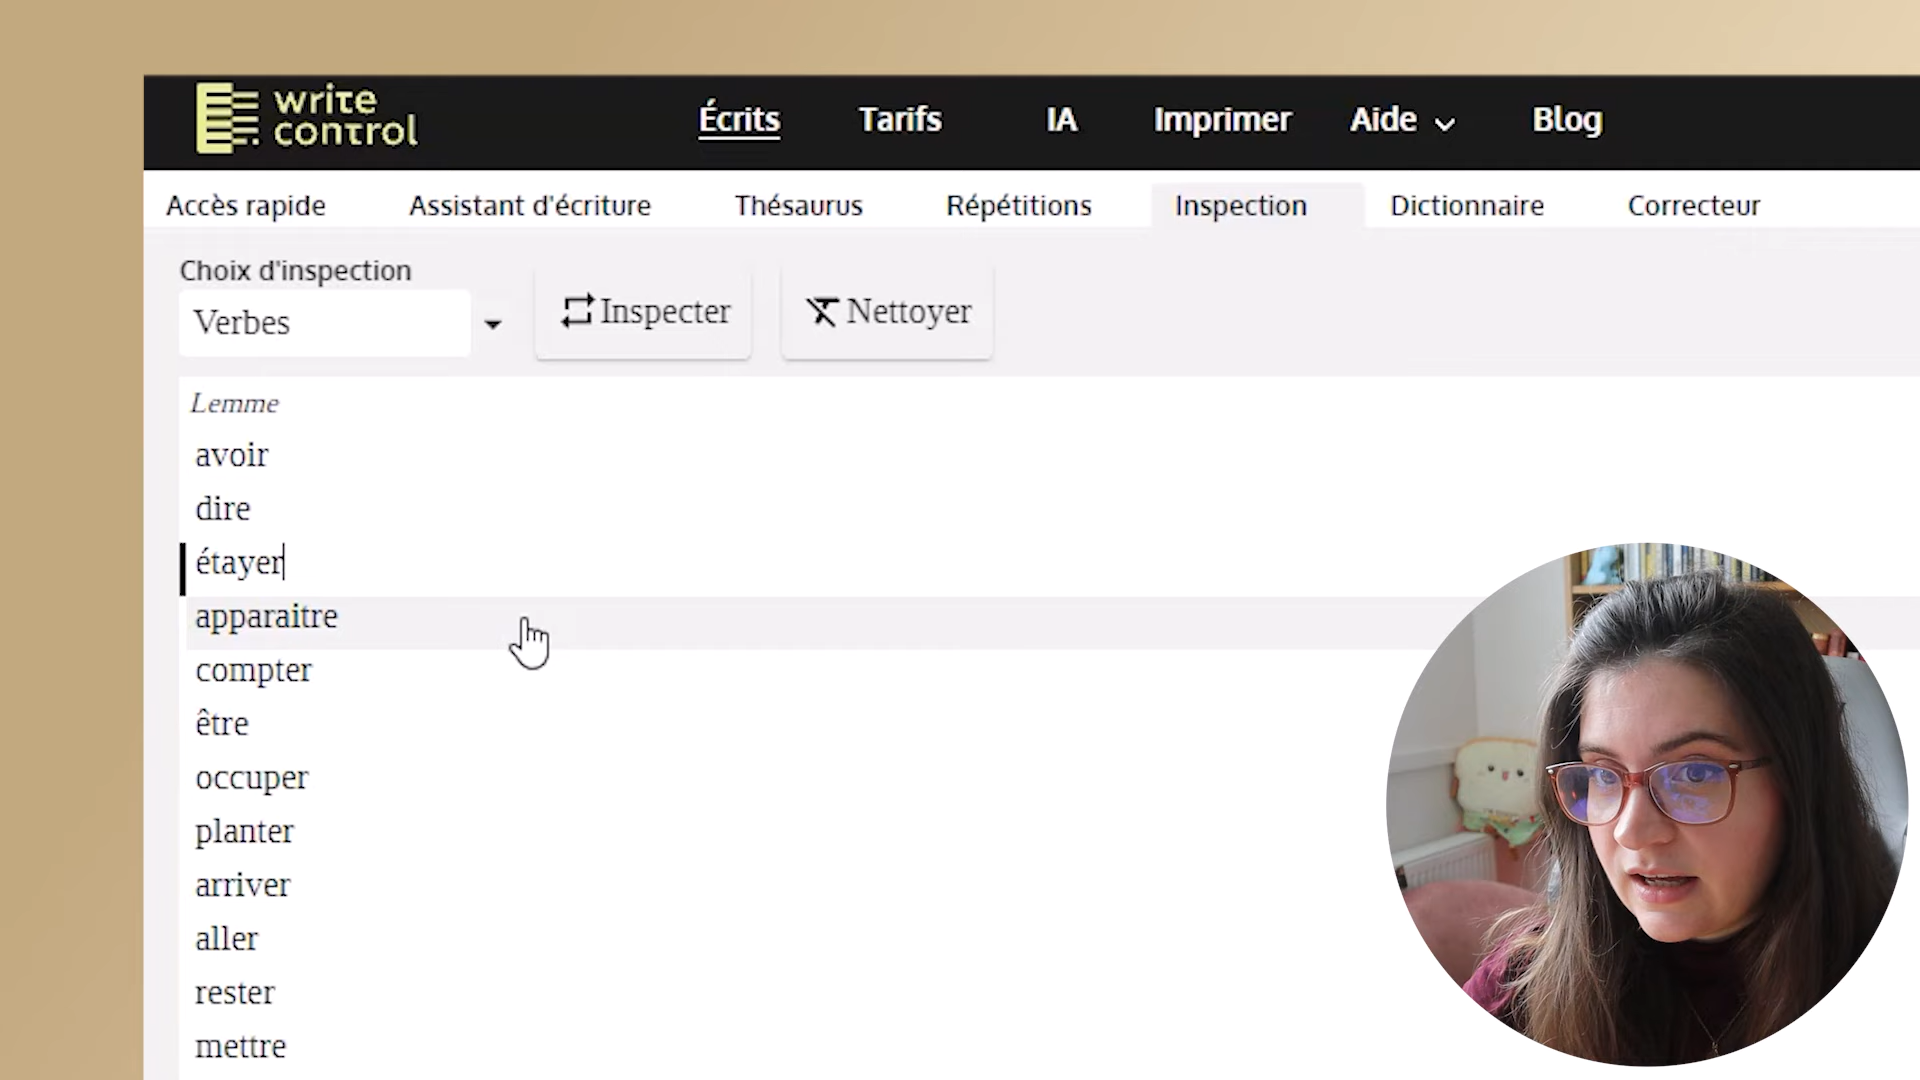 write
control
Écrits Tarifs IA Imprimer Aide Blog
Accès rapide Assistant d'écriture Thésaurus Répétitions Inspection Dictionnaire Correcteur
Choix d'inspection
Verbes Inspecter Nettoyer
Lemme
avoir
dire
étayer
apparaitre
compter
être
occuper
planter
arriver
aller
rester
mettre